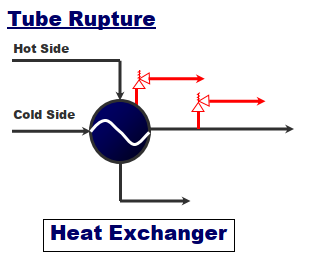 Tube Rupture
Hot Side
Cold Side
Heat Exchanger